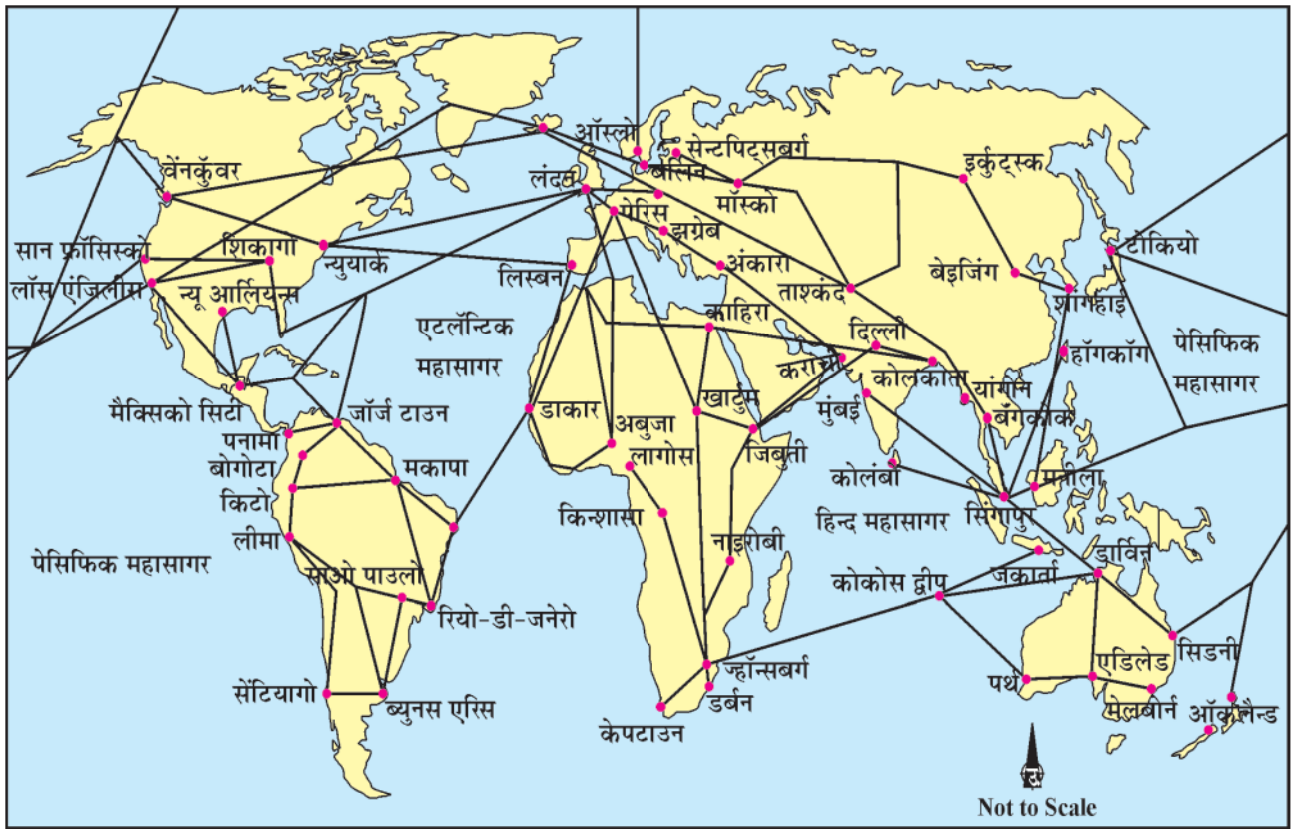 ऑस्लो
सेन्टपिट्सबर्ग
वेंनकॅुवर
बर्लिन
इर्कुट्स्क
लंदन
मॉस्को
पेरिस
झग्रेब
सान फ्रॉसिस्को
शिकागो
न्युयार्क
टोकियो
लॉस एंजिलीस
न्यू आर्लियन्स
लिस्बन
अंकारा
ताश्कंद
बेइजिंग
शांगहाई
एटलॅन्टिक
महासागर
काहिरा
दिल्ली
हॉगकॉग
पेसिफिक
महासागर
कराची
कोलकाता
यांगोन
मैक्सिको सिटी
जॉर्ज टाउन
डाकार
खार्टुम
मुंबई
बॅंगकॉक
पनामा
अबुजा
जिबुती
बोगोटा
मकापा
लागोस
कोलंबो
मनीला
किटो
किन्शासा
हिन्द महासागर
सिंगापुर
लीमा
नाइरोबी
पेसिफिक महासागर
साओ पाउलो
कोकोस द्वीप
जकार्ता
डार्विन
रियो-डी-जनेरो
सिडनी
ज्हॉन्सबर्ग
एडिलेड
सेंटियागो
ब्युनस एरिस
डर्बन
पर्थ
मेलबोर्न
ऑकलैन्ड
केपटाउन
उ
Not to Scale